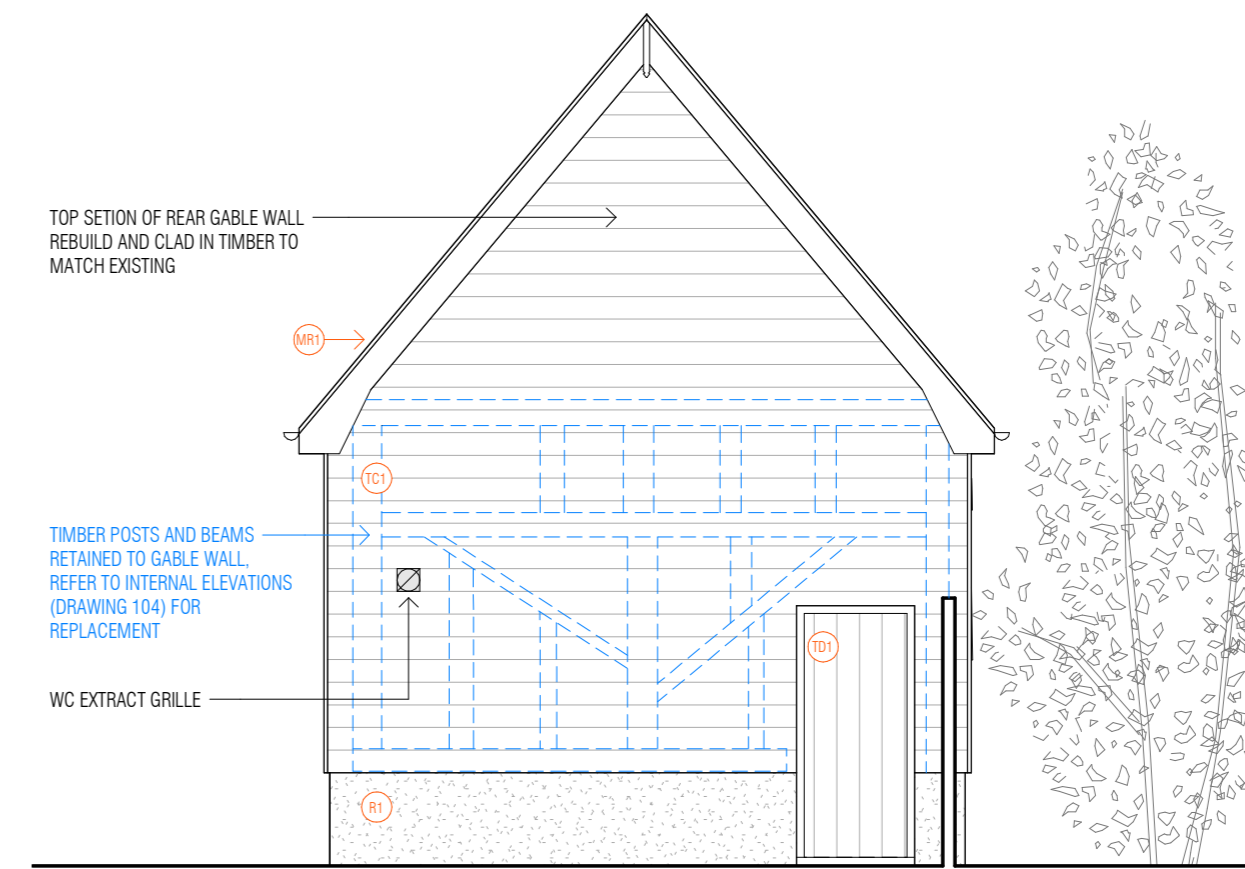 TOP SETION OF REAR GABLE WALL
REBUILD AND CLAD IN TIMBER TO
MATCH EXISTING
MR1
TC1
TIMBER POSTS AND BEAMS
RETAINED TO GABLE WALL,
REFER TO INTERNAL ELEVATIONS
(DRAWING 104) FOR
REPLACEMENT
TD1
WC EXTRACT GRILLE
R1